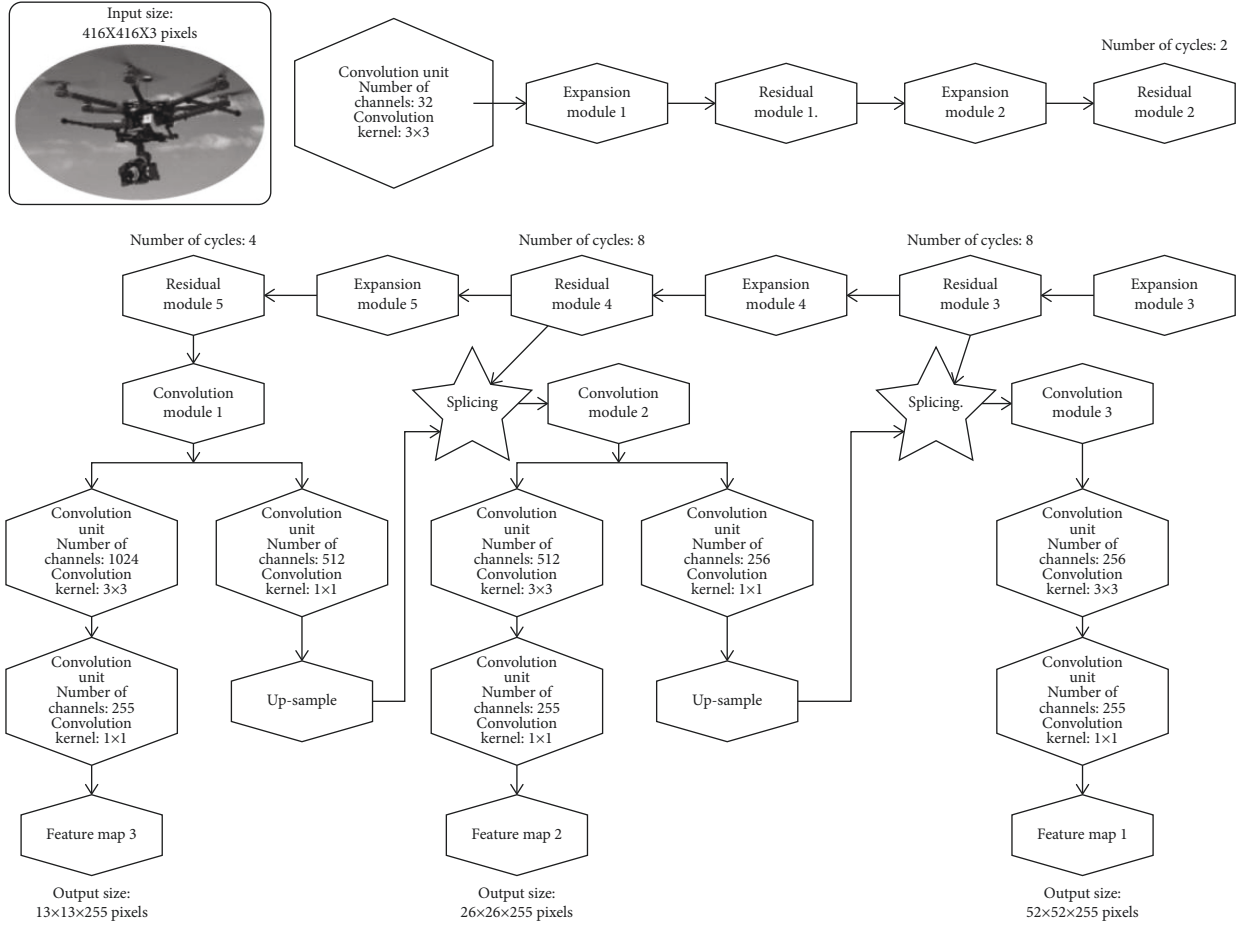 Input size:
416X416X3 pixels
Convolution unit
Number of
channels: 32
Convolution
kernel: 3×3
Expansion
module 1
Residual
module 1.
Expansion
module 2
Number of cycles: 2
Residual
module 2
Number of cycles: 4
Residual
module 5
Expansion
module 5
Number of cycles: 8
Residual
module 4
Expansion
module 4
Number of cycles: 8
Residual
module 3
Expansion
module 3
Convolution
module 1
Splicing
Convolution
module 2
Splicing.
Convolution
module 3
Convolution
unit
Number of
channels: 1024
Convolution
kernel: 3×3
Convolution
unit
Number of
channels: 512
Convolution
kernel: 1×1
Convolution
unit
Number of
channels: 512
Convolution
kernel: 3×3
Convolution
unit
Number of
channels: 256
Convolution
kernel: 1×1
Convolution
unit
Number of
channels: 256
Convolution
kernel: 3×3
Convolution
unit
Number of
channels: 255
Convolution
kernel: 1×1
Up-sample
Convolution
unit
Number of
channels: 255
Convolution
kernel: 1×1
Up-sample
Convolution
unit
Number of
channels: 255
Convolution
kernel: 1×1
Feature map 3
Feature map 2
Feature map 1
Output size:
13×13×255 pixels
Output size:
26×26×255 pixels
Output size:
52×52×255 pixels